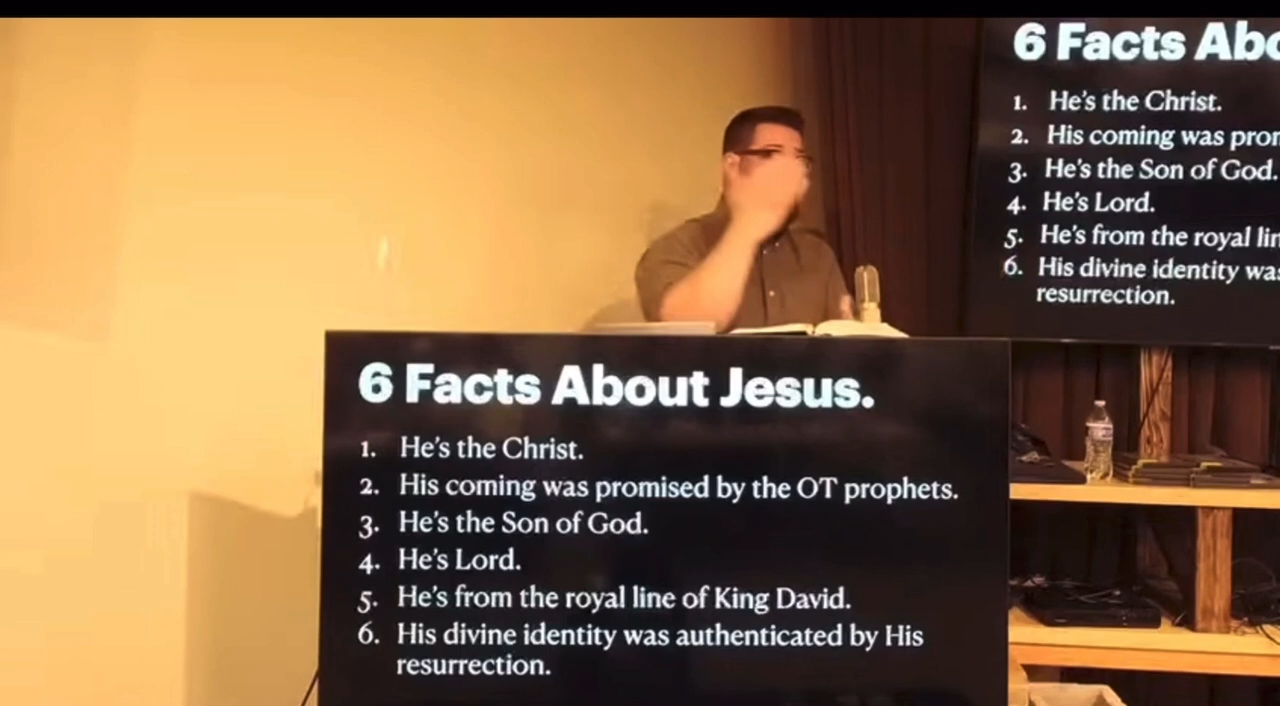 6 Facts About Jesus.
1. He's the Christ.
2. His coming was promised by the OT prophets.
3. He's the Son of God.
4. He's Lord.
5. He's from the royal line of King David.
6. His divine identity was authenticated by His
resurrection.
6 Facts
1. He's the Christ.
2. His coming was
3. He's the Son of God.
4. He's Lord.
5. He's from the royal
6. His divine identity
resurrection.